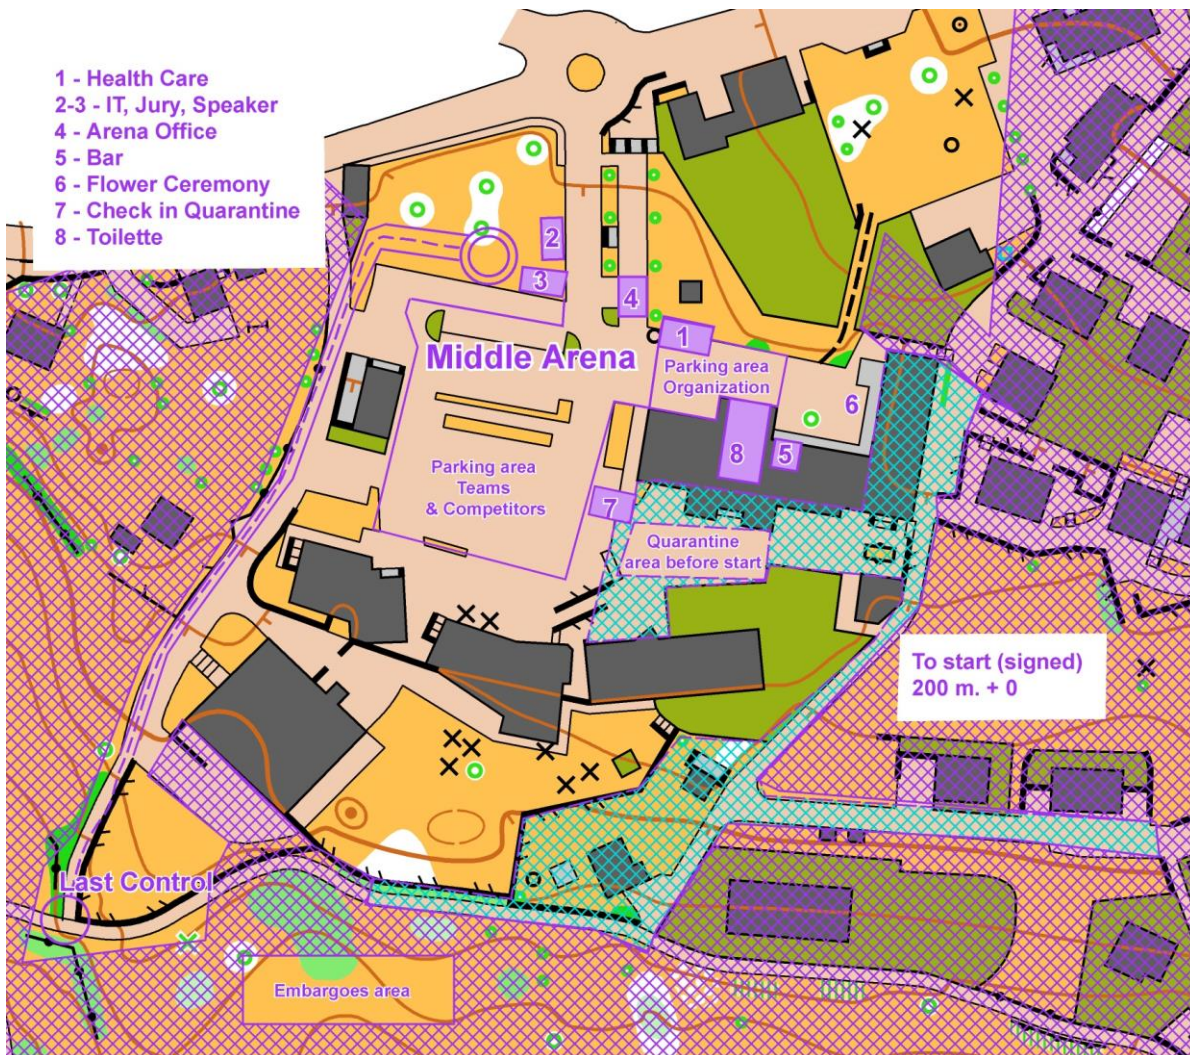 1 - Health Care
2-3 - IT, Jury, Speaker
4 - Arena Office
5 - Bar
6 - Flower Ceremony
7 - Check in Quarantine
8 - Toilette
2
3
4
1
Middle Arena
Parking area
Organization
6
8
5
Parking area
Teams
& Competitors
7
Quarantine
area before start
To start (signed)
200 m. + 0
Last Control
Embargoes area